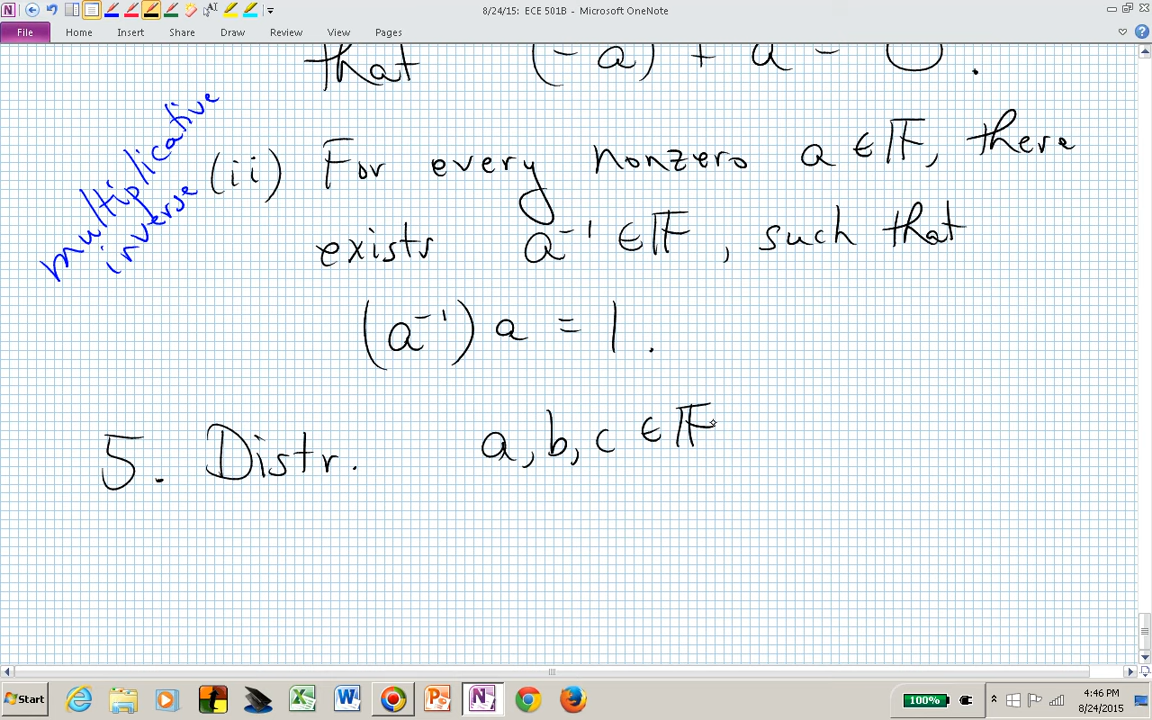 8/24/15: ECE 501B - Microsoft OneNote
File Home Insert Share Draw Review View Pages
that (-a) + a = 0.
multiplicative
inverse
(ii) For every nonzero a ∈ 𝔽, there
exists a⁻¹ ∈ 𝔽, such that
(a⁻¹) a = 1.
5. Distr. a, b, c ∈ 𝔽
Start
100%
4:46 PM
8/24/2015